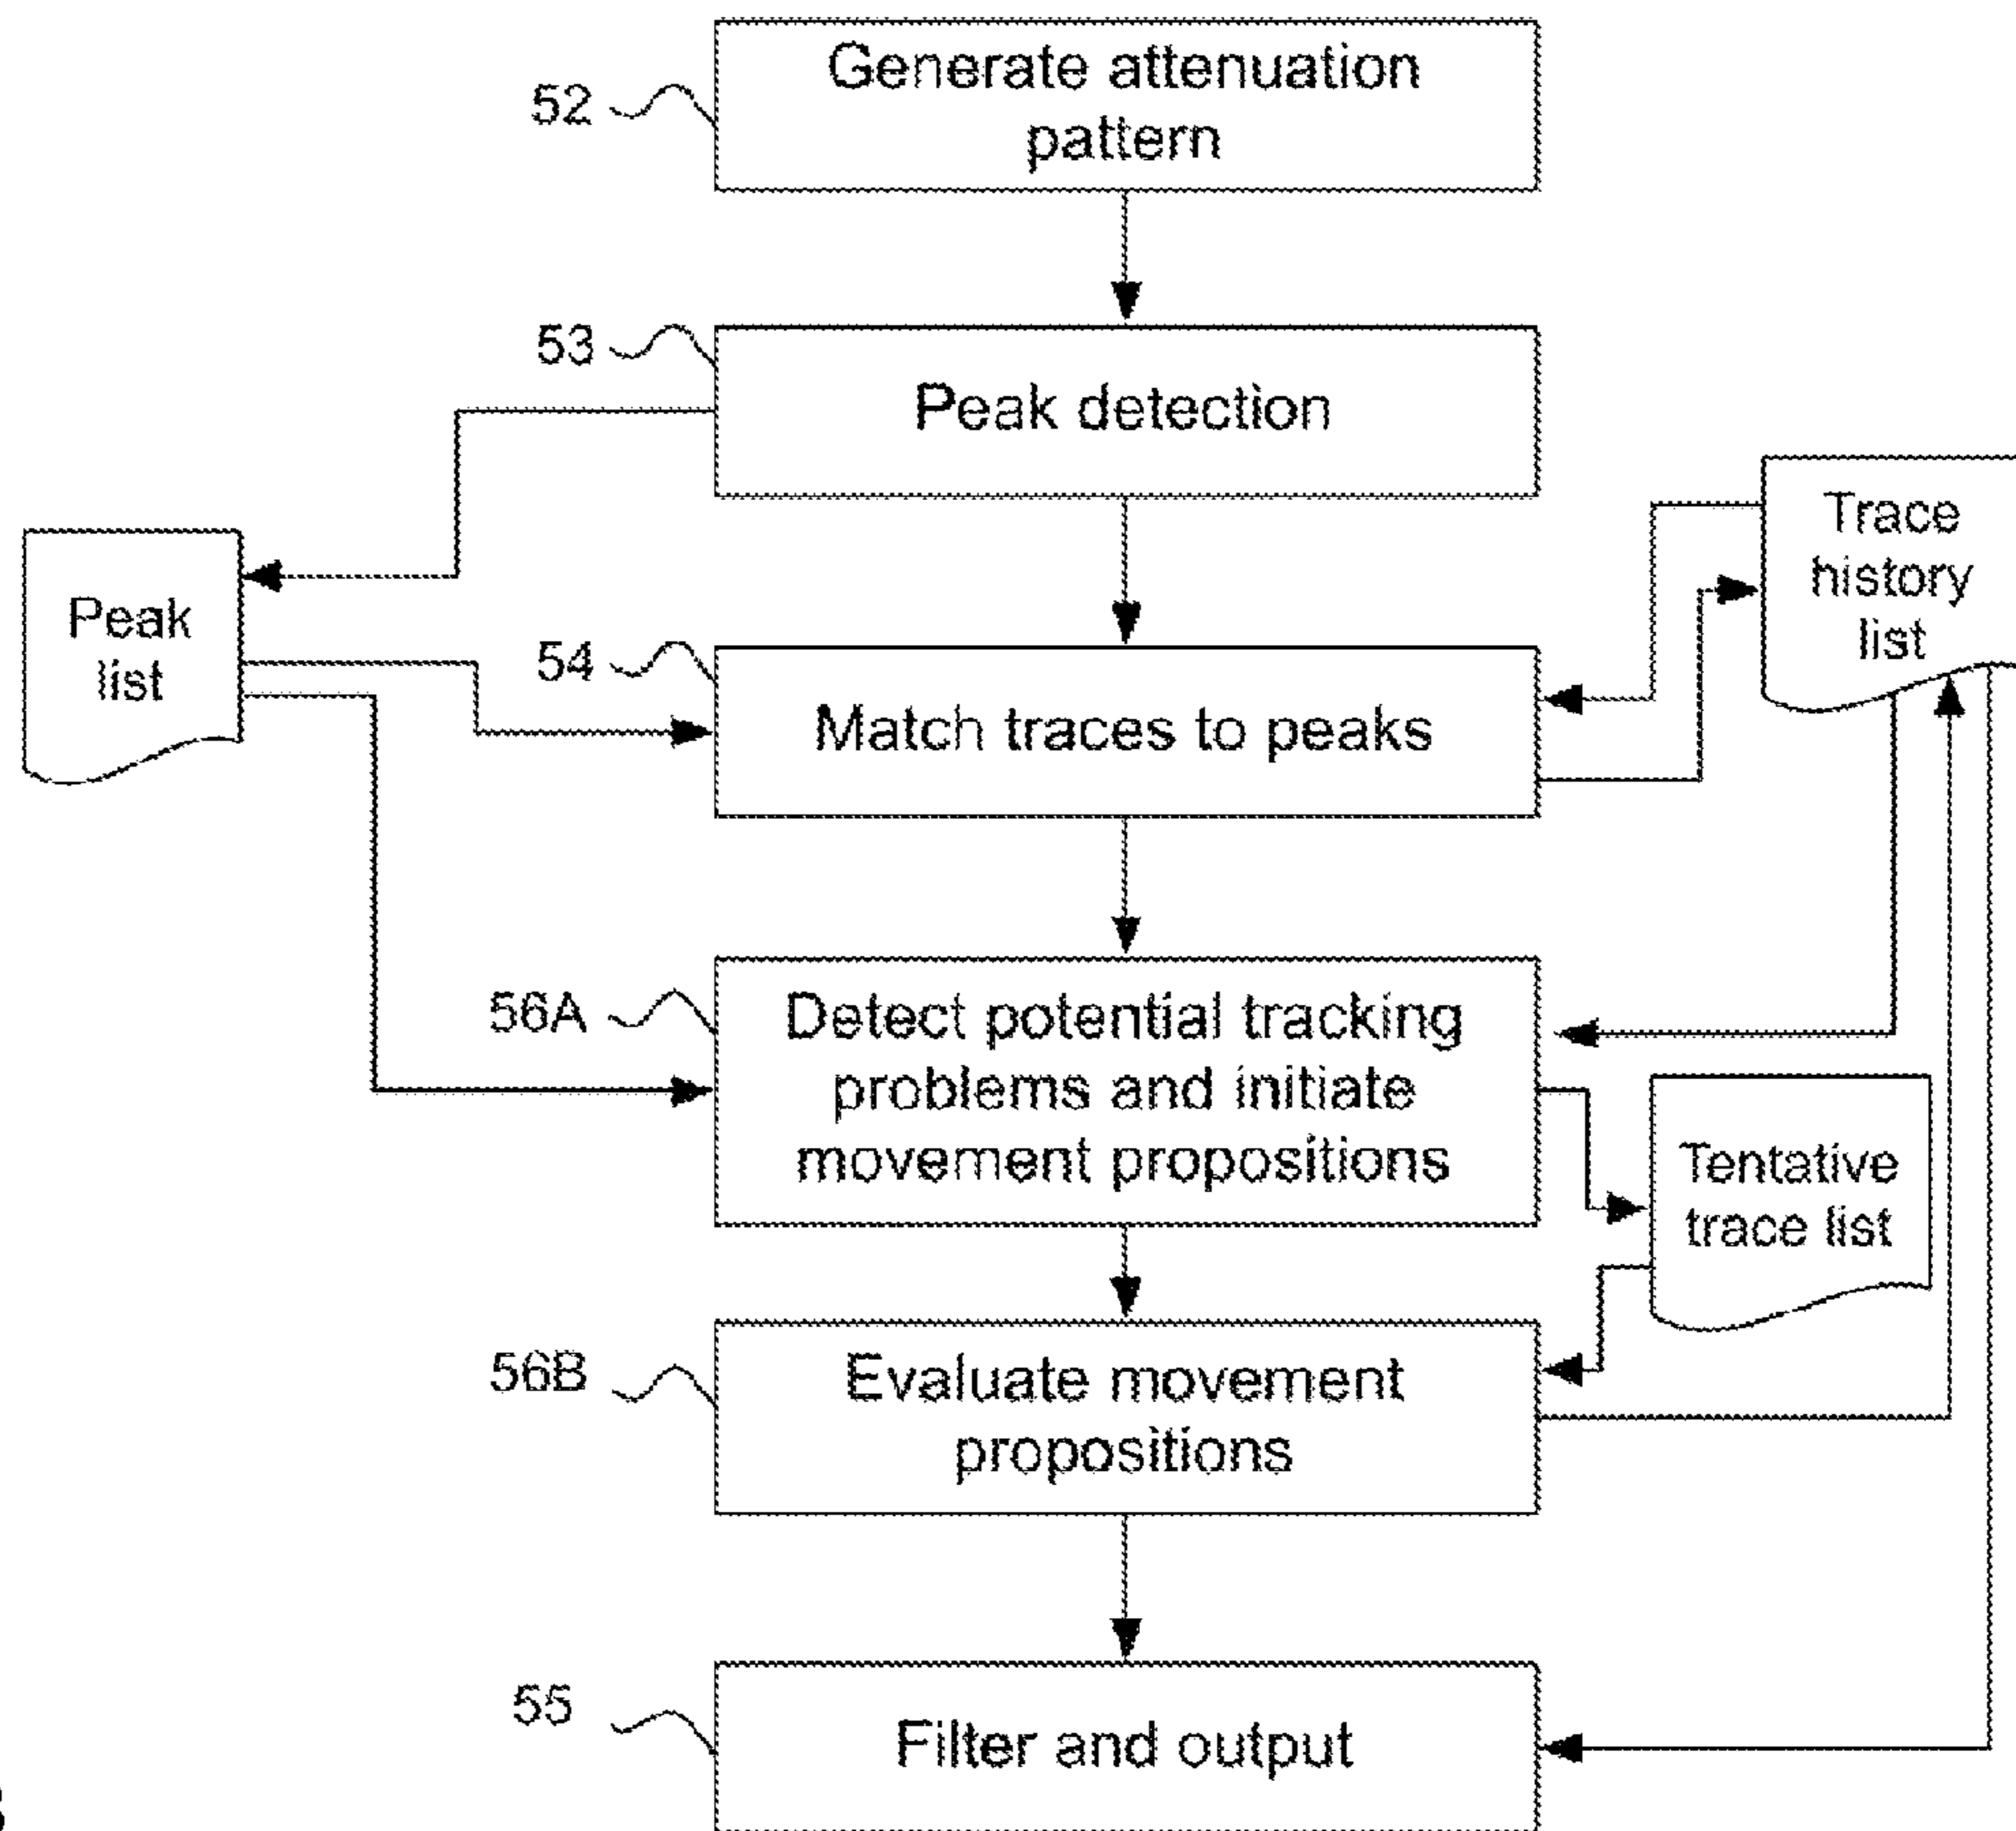 52
Generate attenuation
pattern
53
Peak detection
Trace
history
list
Peak
list
54
Match traces to peaks
56A
Detect potential tracking
problems and initiate
movement propositions
Tentative
trace list
56B
Evaluate movement
propositions
55
Filter and output